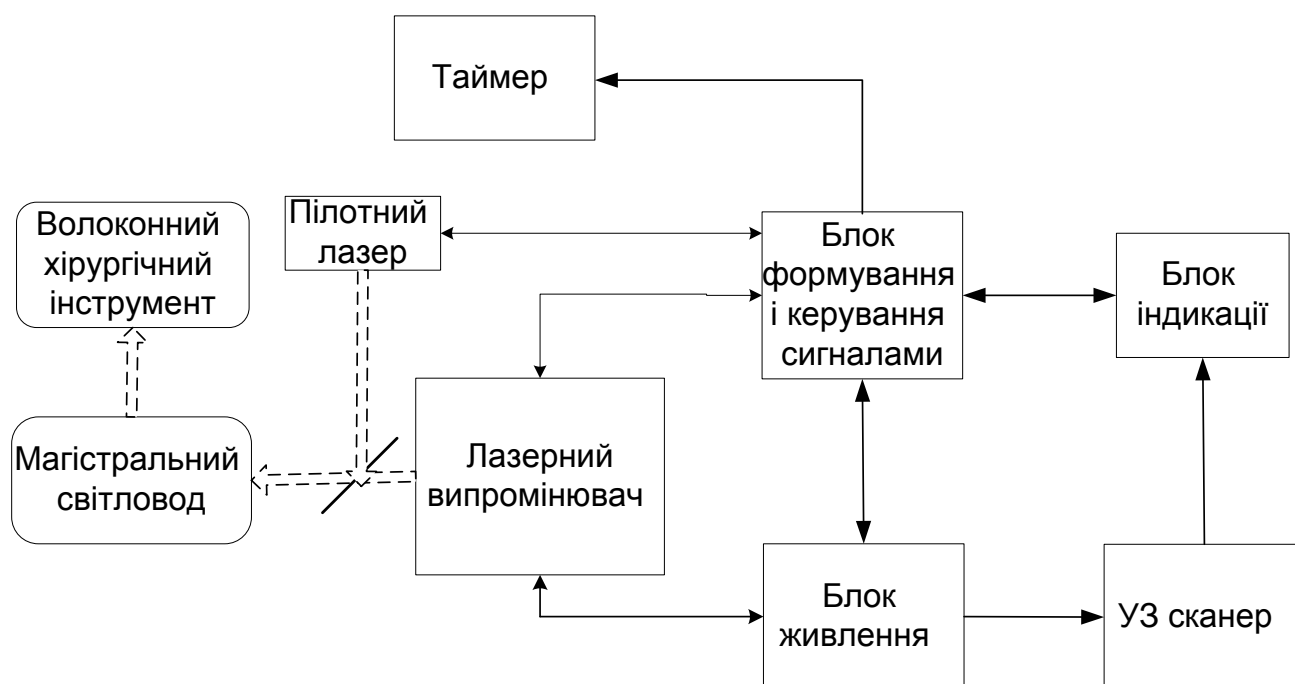 Таймер
Пілотний
лазер
Волоконний
хірургічний
інструмент
Блок
формування
і керування
сигналами
Блок
індикації
Магістральний
світловод
Лазерний
випромінювач
Блок
живлення
УЗ сканер